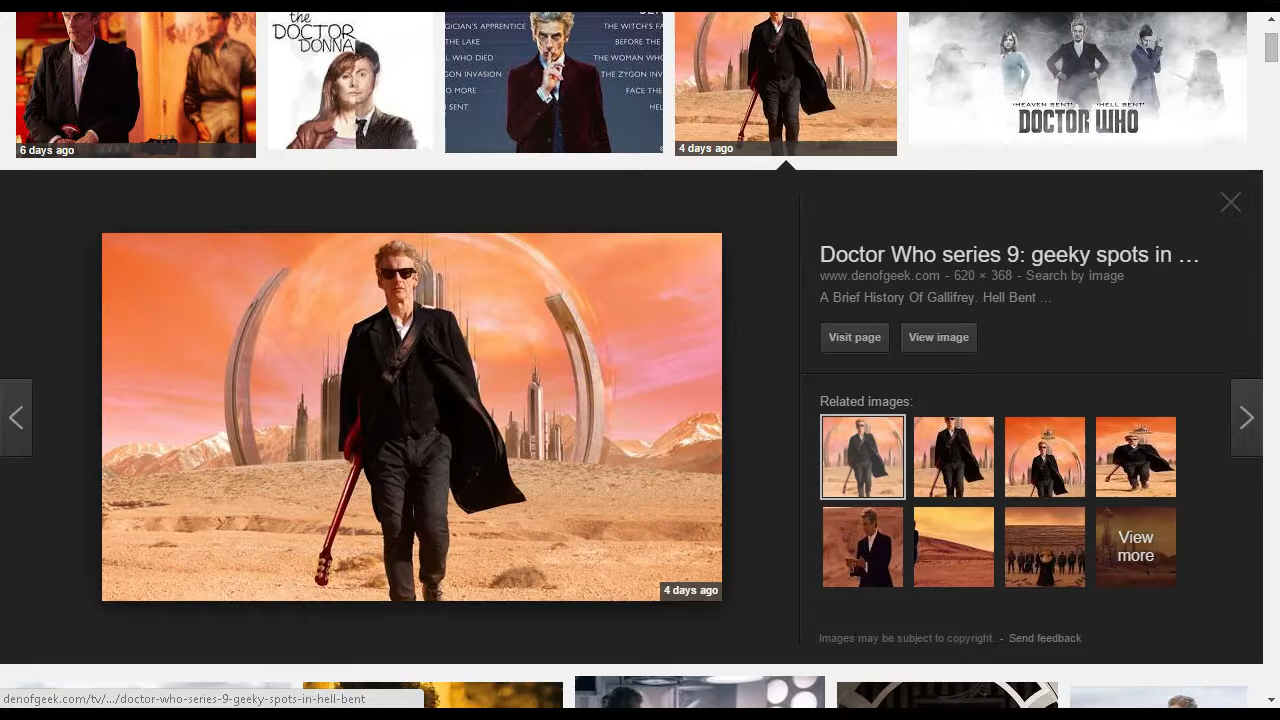 the
DOCTOR
DONNA
GICIAN'S APPRENTICE
THE LAKE
L WHO DIED
GON INVASION
O MORE
I SENT
THE WITCH'S FA
BEFORE THE
THE WOMAN WHO
THE ZYGON INV
FACE THE
HEL
'HEAVEN BENT'
'HELL BENT'
DOCTOR WHO
6 days ago
4 days ago
Doctor Who series 9: geeky spots in ...
www.denofgeek.com - 620 × 368 - Search by image
A Brief History Of Gallifrey. Hell Bent ...
Visit page
View image
Related images:
View
more
4 days ago
Images may be subject to copyright. - Send feedback
denofgeek.com/tv/.../doctor-who-series-9-geeky-spots-in-hell-bent